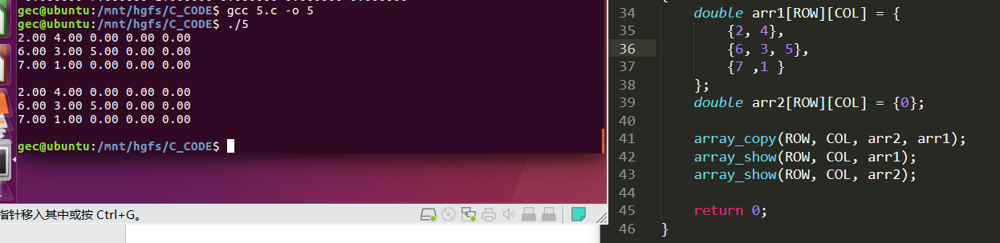 gec@ubuntu:/mnt/hgfs/C_CODE$ gcc 5.c -o 5
gec@ubuntu:/mnt/hgfs/C_CODE$ ./5
2.00 4.00 0.00 0.00 0.00
6.00 3.00 5.00 0.00 0.00
7.00 1.00 0.00 0.00 0.00
2.00 4.00 0.00 0.00 0.00
6.00 3.00 5.00 0.00 0.00
7.00 1.00 0.00 0.00 0.00
gec@ubuntu:/mnt/hgfs/C_CODE$
指针移入其中或按 Ctrl+G。
34 double arr1[ROW][COL] = {
35 {2, 4},
36 {6, 3, 5},
37 {7 ,1 }
38 };
39 double arr2[ROW][COL] = {0};
40
41 array_copy(ROW, COL, arr2, arr1);
42 array_show(ROW, COL, arr1);
43 array_show(ROW, COL, arr2);
44
45 return 0;
46 }